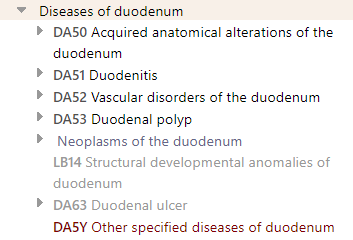 Diseases of duodenum
DA50 Acquired anatomical alterations of the
duodenum
DA51 Duodenitis
DA52 Vascular disorders of the duodenum
DA53 Duodenal polyp
Neoplasms of the duodenum
LB14 Structural developmental anomalies of
duodenum
DA63 Duodenal ulcer
DA5Y Other specified diseases of duodenum